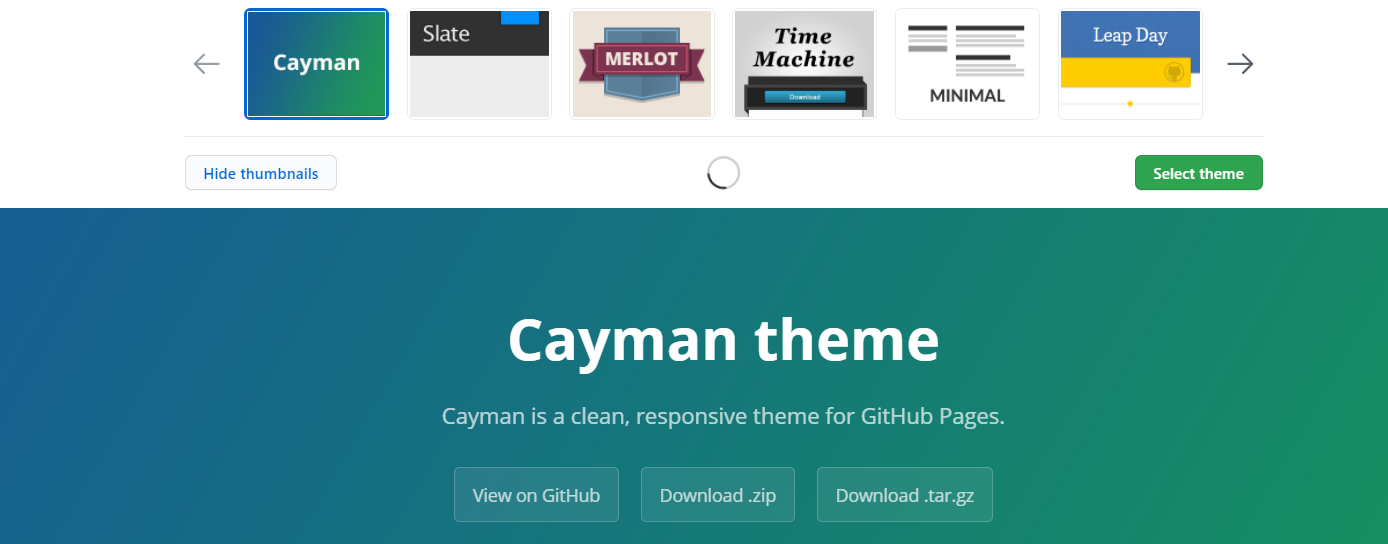 Cayman
Slate
MERLOT
Time
Machine
Download
MINIMAL
Leap Day
Hide thumbnails
Select theme
Cayman theme
Cayman is a clean, responsive theme for GitHub Pages.
View on GitHub
Download .zip
Download .tar.gz